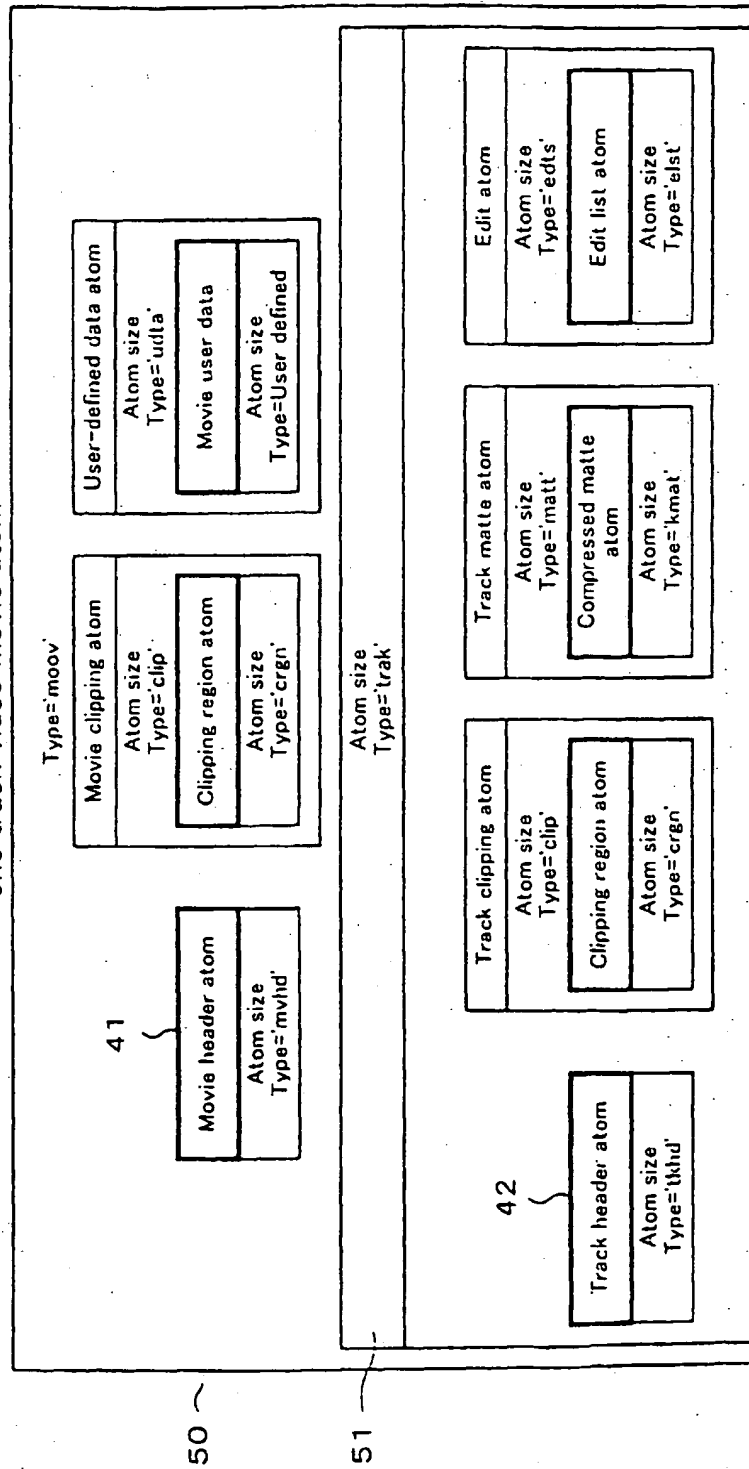 Type='moov'
41
Movie header atom
Atom size
Type='mvhd'
Movie clipping atom
Atom size
Type='clip'
Clipping region atom
Atom size
Type='crgn'
User-defined data atom
Atom size
Type='udta'
Movie user data
Atom size
Type=User defined
50
51
Atom size
Type='trak'
42
Track header atom
Atom size
Type='tkhd'
Track clipping atom
Atom size
Type='clip'
Clipping region atom
Atom size
Type='crgn'
Track matte atom
Atom size
Type='matt'
Compressed matte
atom
Atom size
Type='kmat'
Edit atom
Atom size
Type='edts'
Edit list atom
Atom size
Type='elst'